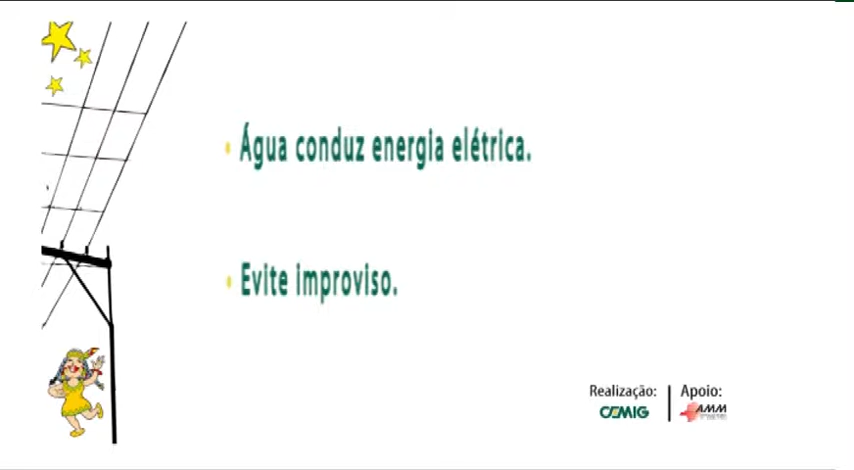 Água conduz energia elétrica.
Evite improviso.
Realização:
CEMIG
Apoio:
AMM